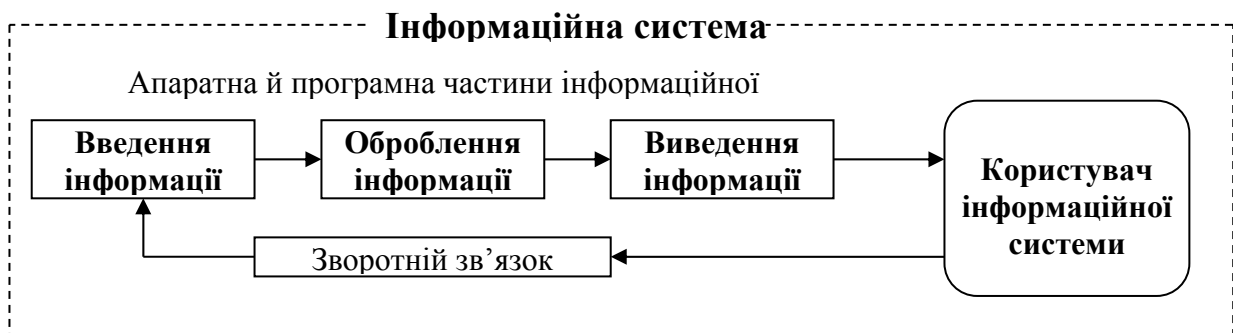 Інформаційна система
Апаратна й програмна частини інформаційної
Введення
інформації
Оброблення
інформації
Виведення
інформації
Користувач
інформаційної
системи
Зворотній зв’язок